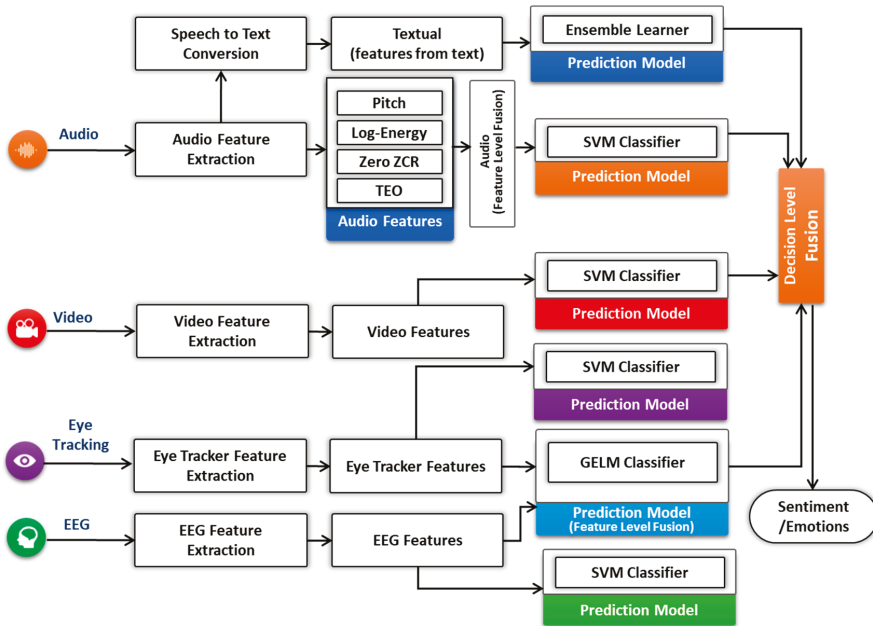 Speech to Text
Conversion
Textual
(features from text)
Ensemble Learner
Prediction Model
Audio
Audio Feature
Extraction
Pitch
Log-Energy
Zero ZCR
TEO
Audio Features
Audio
(Feature Level Fusion)
SVM Classifier
Prediction Model
Decision Level
Fusion
Video
Video Feature
Extraction
Video Features
SVM Classifier
Prediction Model
SVM Classifier
Prediction Model
Eye
Tracking
Eye Tracker Feature
Extraction
Eye Tracker Features
GELM Classifier
Prediction Model
(Feature Level Fusion)
Sentiment
/Emotions
EEG
EEG Feature
Extraction
EEG Features
SVM Classifier
Prediction Model